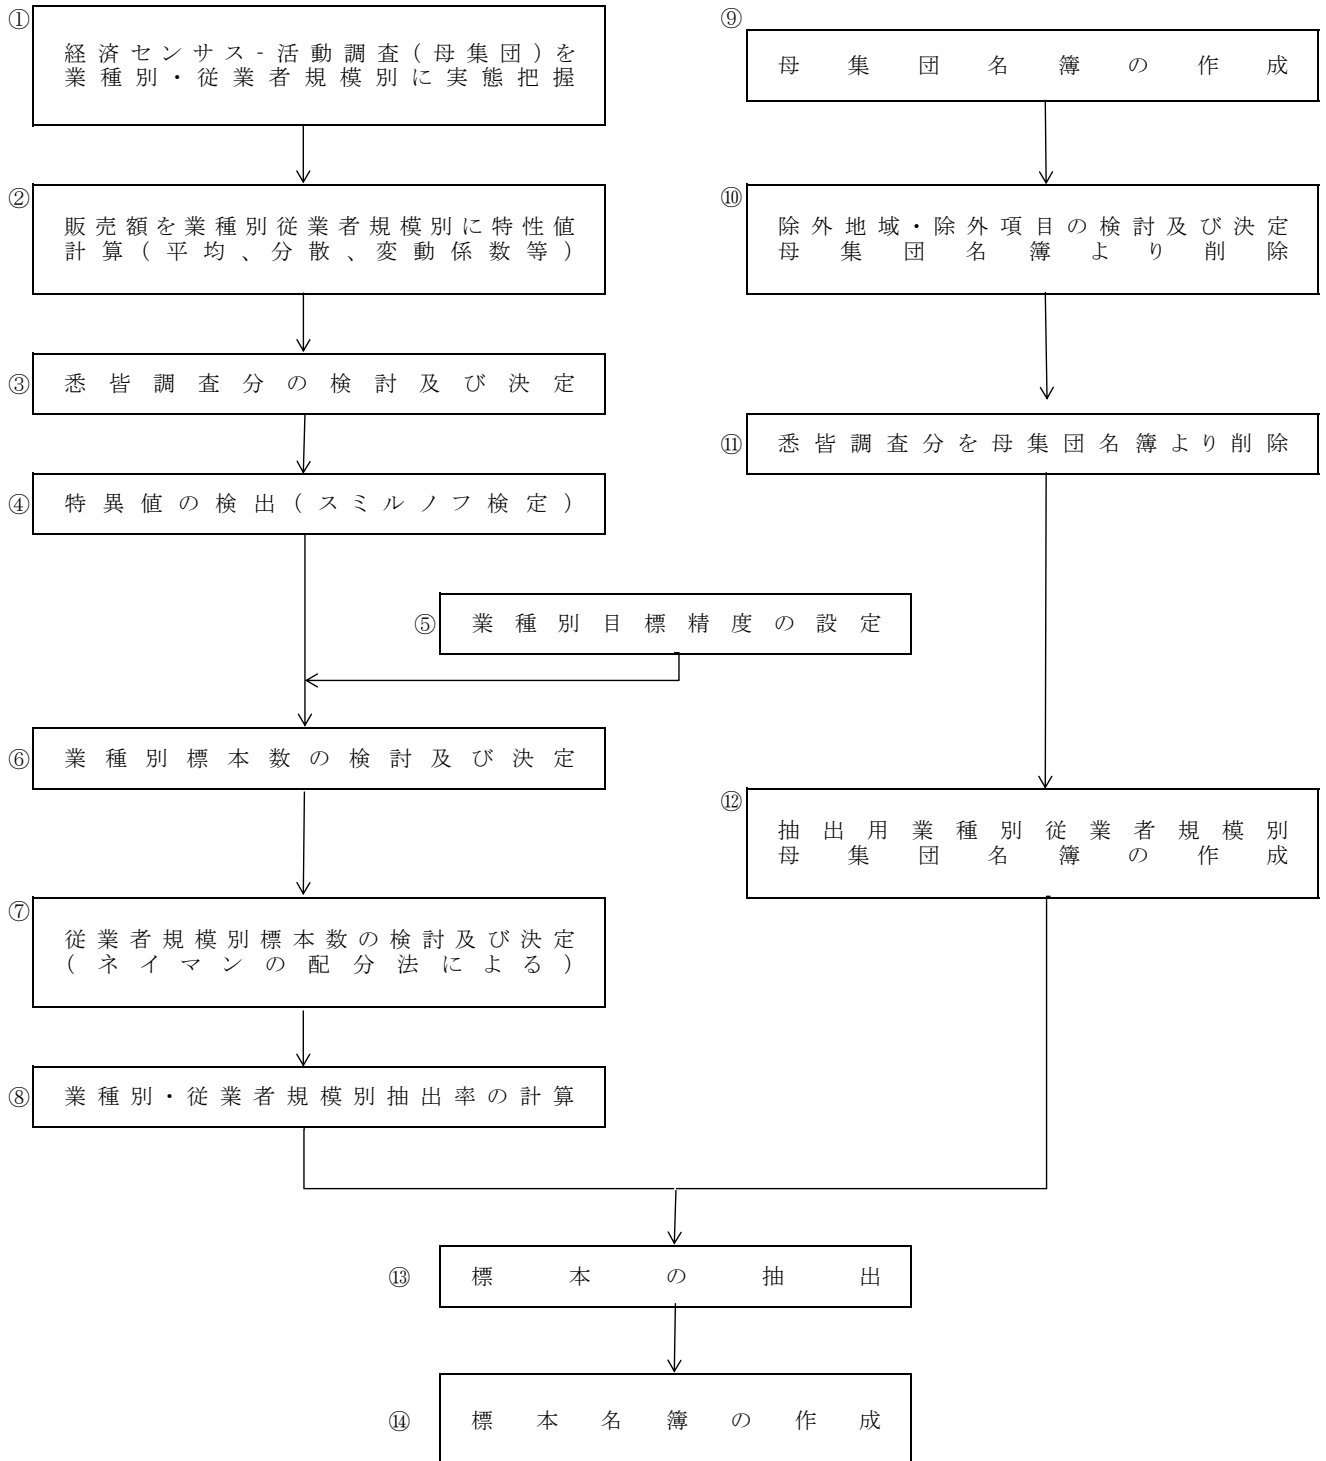 ①
経済センサス‐活動調査(母集団)を
業種別・従業者規模別に実態把握
②
販売額を業種別従業者規模別に特性値
計算(平均、分散、変動係数等)
③
悉皆調査分の検討及び決定
④
特異値の検出(スミルノフ検定)
⑤
業種別目標精度の設定
⑥
業種別標本数の検討及び決定
⑦
従業者規模別標本数の検討及び決定
(ネイマンの配分法による)
⑧
業種別・従業者規模別抽出率の計算
⑨
母集団名簿の作成
⑩
除外地域・除外項目の検討及び決定
母集団名簿より削除
⑪
悉皆調査分を母集団名簿より削除
⑫
抽出用業種別従業者規模別
母集団名簿の作成
⑬
標本の抽出
⑭
標本名簿の作成